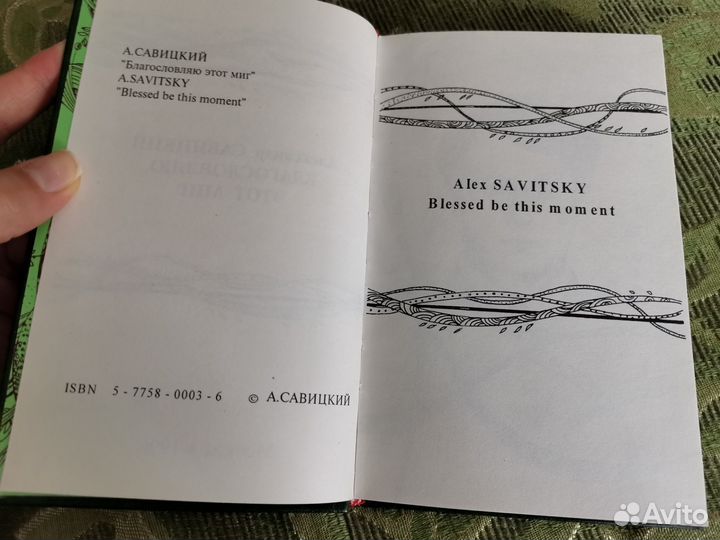 А.САВИЦКИЙ
"Благословляю этот миг"
A.SAVITSKY
"Blessed be this moment"
ISBN 5 - 7758 - 0003 - 6 © А.САВИЦКИЙ
Alex SAVITSKY
Blessed be this moment
Avito